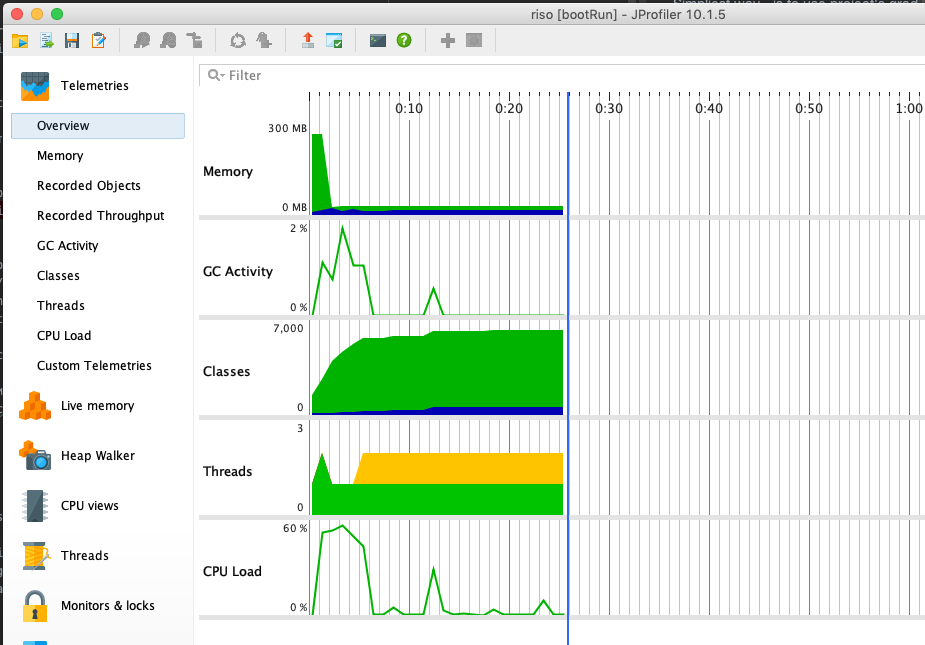 riso [bootRun] - JProfiler 10.1.5
Filter
Telemetries
Overview
Memory
Recorded Objects
Recorded Throughput
GC Activity
Classes
Threads
CPU Load
Custom Telemetries
Live memory
Heap Walker
CPU views
Threads
Monitors & locks
0:10 0:20 0:30 0:40 0:50 1:00
300 MB
Memory
0 MB
2 %
GC Activity
0 %
7,000
Classes
0
3
Threads
0
60 %
CPU Load
0 %